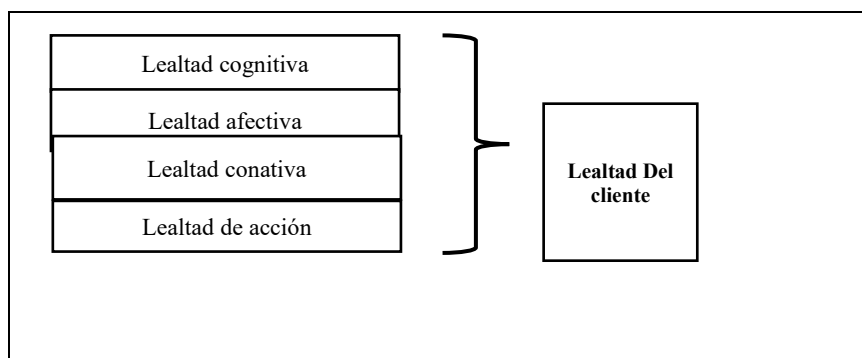 Lealtad cognitiva
Lealtad afectiva
Lealtad conativa
Lealtad de acción
Lealtad Del
cliente